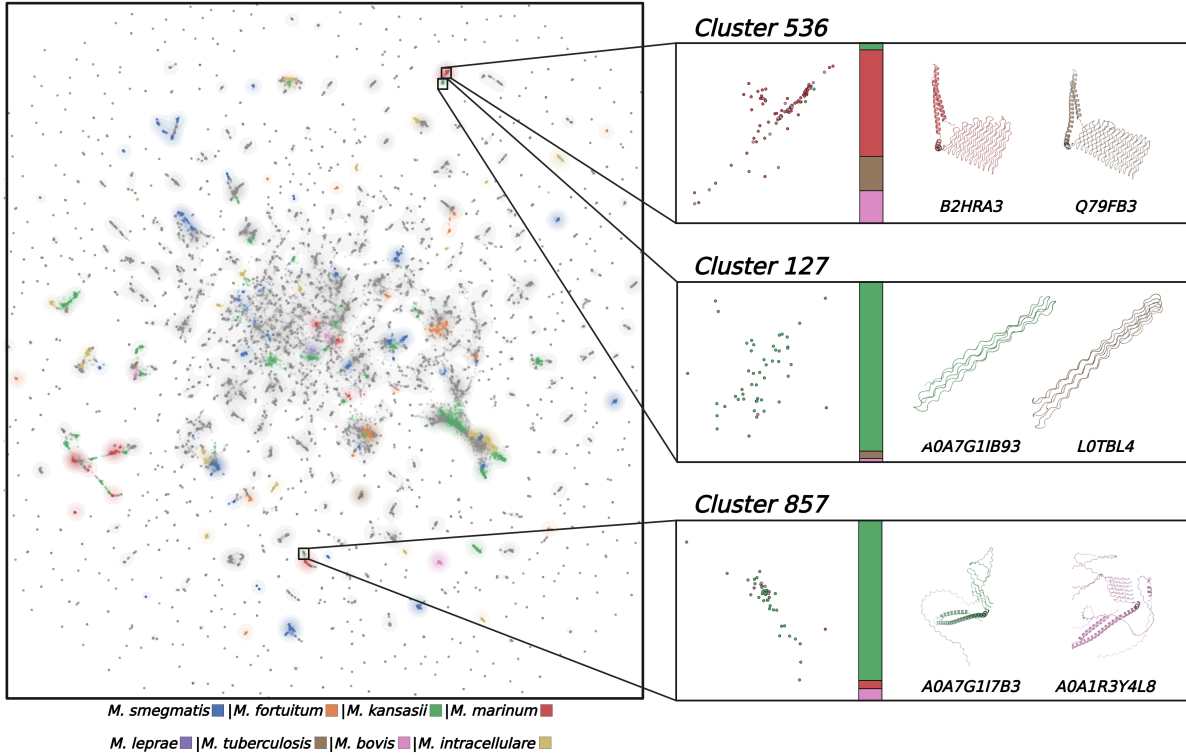 Cluster 536
B2HRA3 Q79FB3
Cluster 127
A0A7G1IB93 L0TBL4
Cluster 857
A0A7G1I7B3 A0A1R3Y4L8
M. smegmatis | M. fortuitum | M. kansasii | M. marinum
M. leprae | M. tuberculosis | M. bovis | M. intracellulare